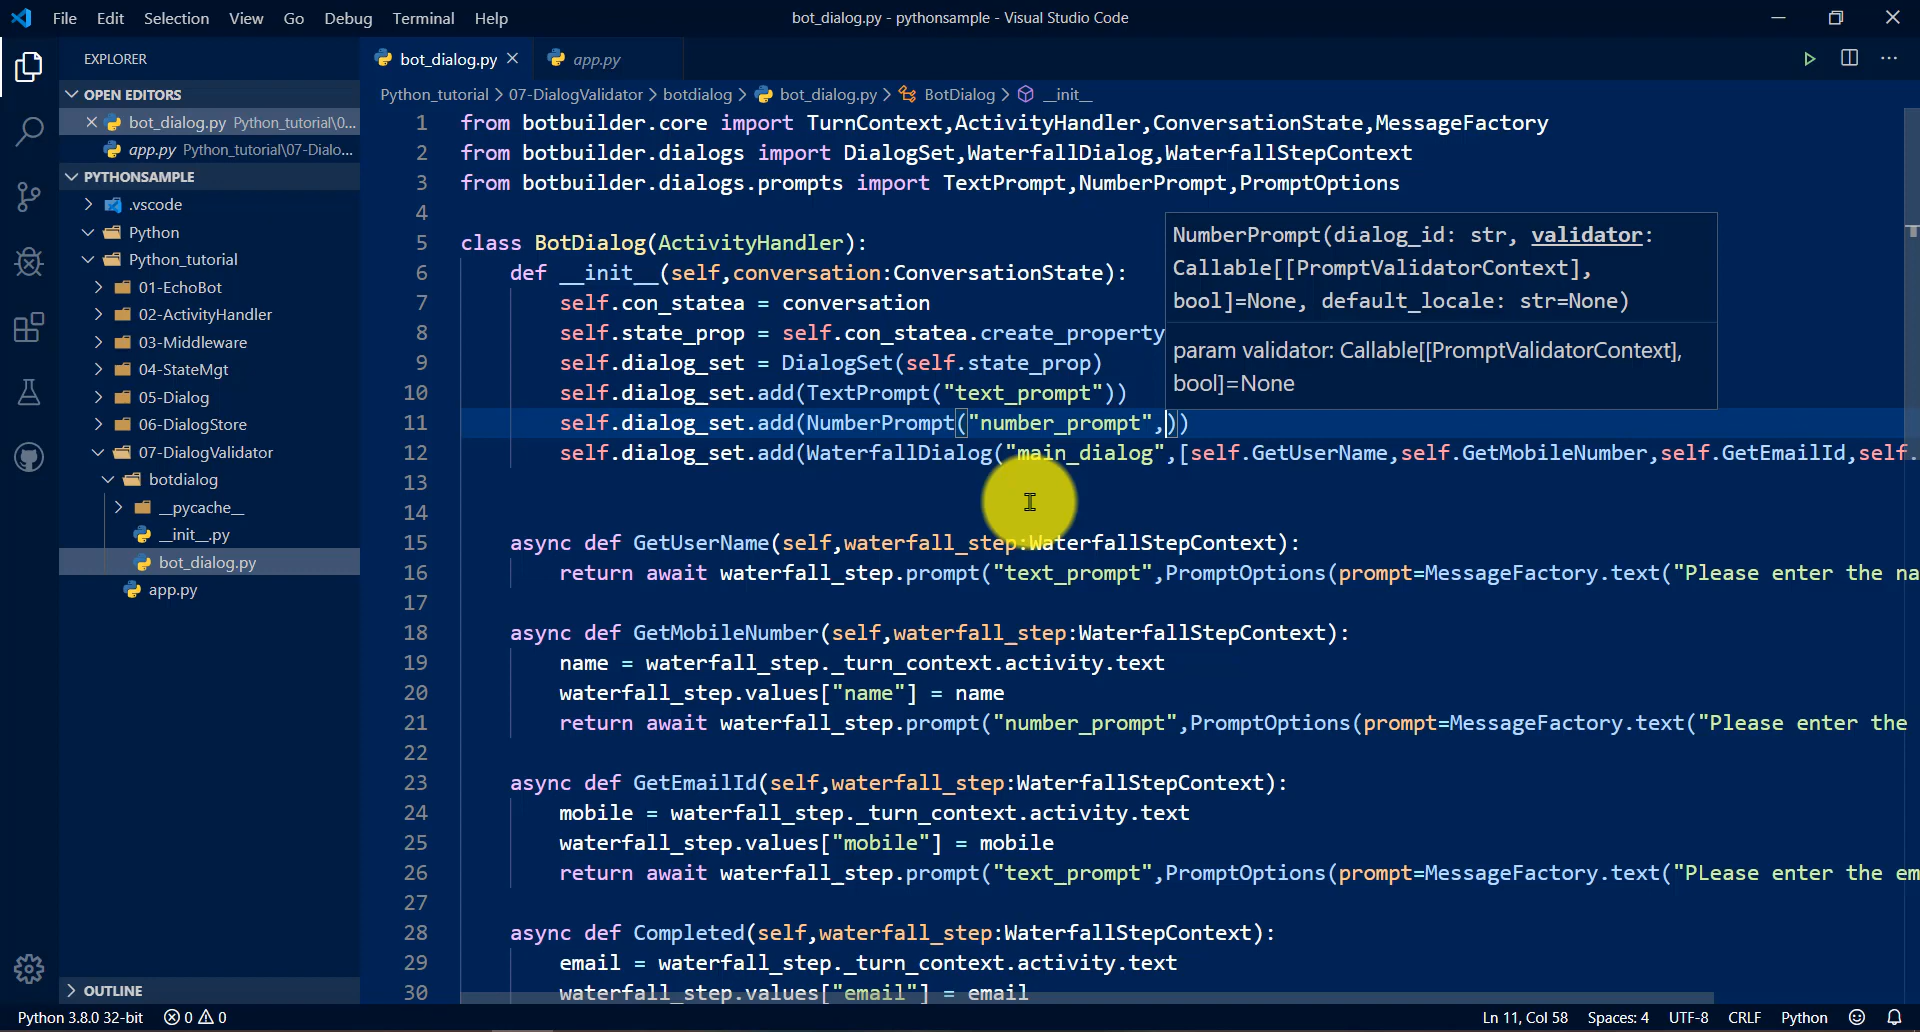 File Edit Selection View Go Debug Terminal Help
bot_dialog.py - pythonsample - Visual Studio Code
EXPLORER
OPEN EDITORS
bot_dialog.py Python_tutorial\0...
app.py Python_tutorial\07-Dialo...
PYTHONSAMPLE
.vscode
Python
Python_tutorial
01-EchoBot
02-ActivityHandler
03-Middleware
04-StateMgt
05-Dialog
06-DialogStore
07-DialogValidator
botdialog
__pycache__
__init__.py
bot_dialog.py
app.py
OUTLINE
bot_dialog.py app.py
Python_tutorial > 07-DialogValidator > botdialog > bot_dialog.py > BotDialog > __init__
1 from botbuilder.core import TurnContext,ActivityHandler,ConversationState,MessageFactory
2 from botbuilder.dialogs import DialogSet,WaterfallDialog,WaterfallStepContext
3 from botbuilder.dialogs.prompts import TextPrompt,NumberPrompt,PromptOptions
4
5 class BotDialog(ActivityHandler):
6 def __init__(self,conversation:ConversationState):
7 self.con_statea = conversation
8 self.state_prop = self.con_statea.create_property
9 self.dialog_set = DialogSet(self.state_prop)
10 self.dialog_set.add(TextPrompt("text_prompt"))
11 self.dialog_set.add(NumberPrompt("number_prompt",))
12 self.dialog_set.add(WaterfallDialog("main_dialog",[self.GetUserName,self.GetMobileNumber,self.GetEmailId,self.
13
14
15 async def GetUserName(self,waterfall_step:WaterfallStepContext):
16 return await waterfall_step.prompt("text_prompt",PromptOptions(prompt=MessageFactory.text("Please enter the na
17
18 async def GetMobileNumber(self,waterfall_step:WaterfallStepContext):
19 name = waterfall_step._turn_context.activity.text
20 waterfall_step.values["name"] = name
21 return await waterfall_step.prompt("number_prompt",PromptOptions(prompt=MessageFactory.text("Please enter the
22
23 async def GetEmailId(self,waterfall_step:WaterfallStepContext):
24 mobile = waterfall_step._turn_context.activity.text
25 waterfall_step.values["mobile"] = mobile
26 return await waterfall_step.prompt("text_prompt",PromptOptions(prompt=MessageFactory.text("PLease enter the em
27
28 async def Completed(self,waterfall_step:WaterfallStepContext):
29 email = waterfall_step._turn_context.activity.text
30 waterfall_step.values["email"] = email
NumberPrompt(dialog_id: str, validator:
Callable[[PromptValidatorContext],
bool]=None, default_locale: str=None)
param validator: Callable[[PromptValidatorContext],
bool]=None
Python 3.8.0 32-bit 0 0 Ln 11, Col 58 Spaces: 4 UTF-8 CRLF Python